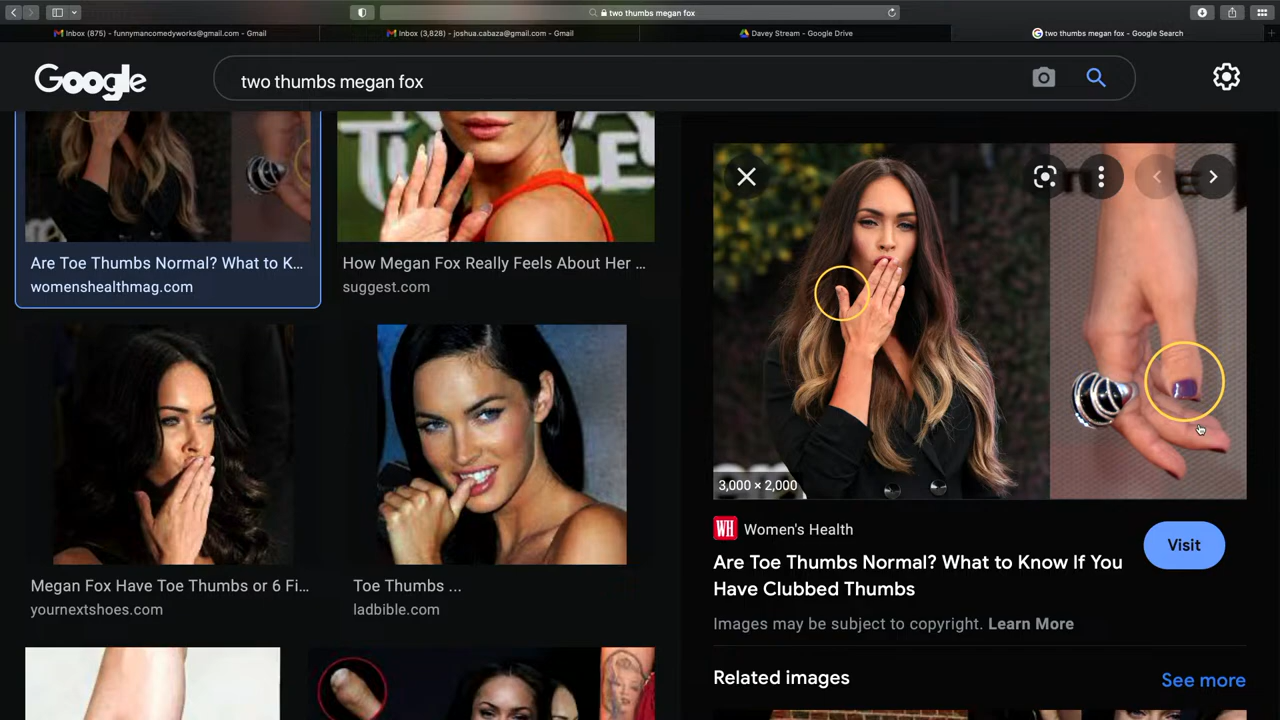 two thumbs megan fox
Inbox (875) - funnymancomedyworks@gmail.com - Gmail
Inbox (3,828) - joshua.cabaza@gmail.com - Gmail
Davey Stream - Google Drive
two thumbs megan fox - Google Search
Google
two thumbs megan fox
Are Toe Thumbs Normal? What to K...
womenshealthmag.com
How Megan Fox Really Feels About Her ...
suggest.com
Megan Fox Have Toe Thumbs or 6 Fi...
yournextshoes.com
Toe Thumbs ...
ladbible.com
3,000 × 2,000
WH Women's Health
Visit
Are Toe Thumbs Normal? What to Know If You
Have Clubbed Thumbs
Images may be subject to copyright. Learn More
Related images
See more